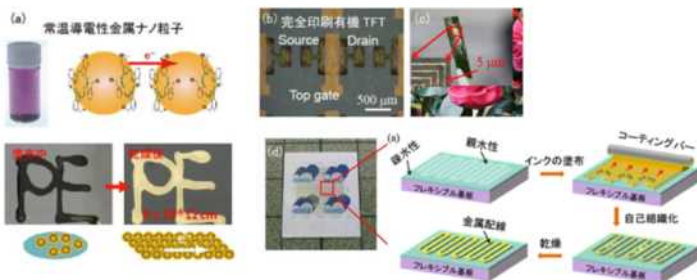 (a)
常温導電性金属ナノ粒子
e⁻
(b)
完全印刷有機 TFT
Source
Drain
Top gate
500 μm
(c)
5 μm
PE
PE
(d)
(a)
疎水性
親水性
フレキシブル基板
インクの塗布
コーティングバー
フレキシブル基板
自己組織化
金属配線
乾燥
フレキシブル基板
フレキシブル基板